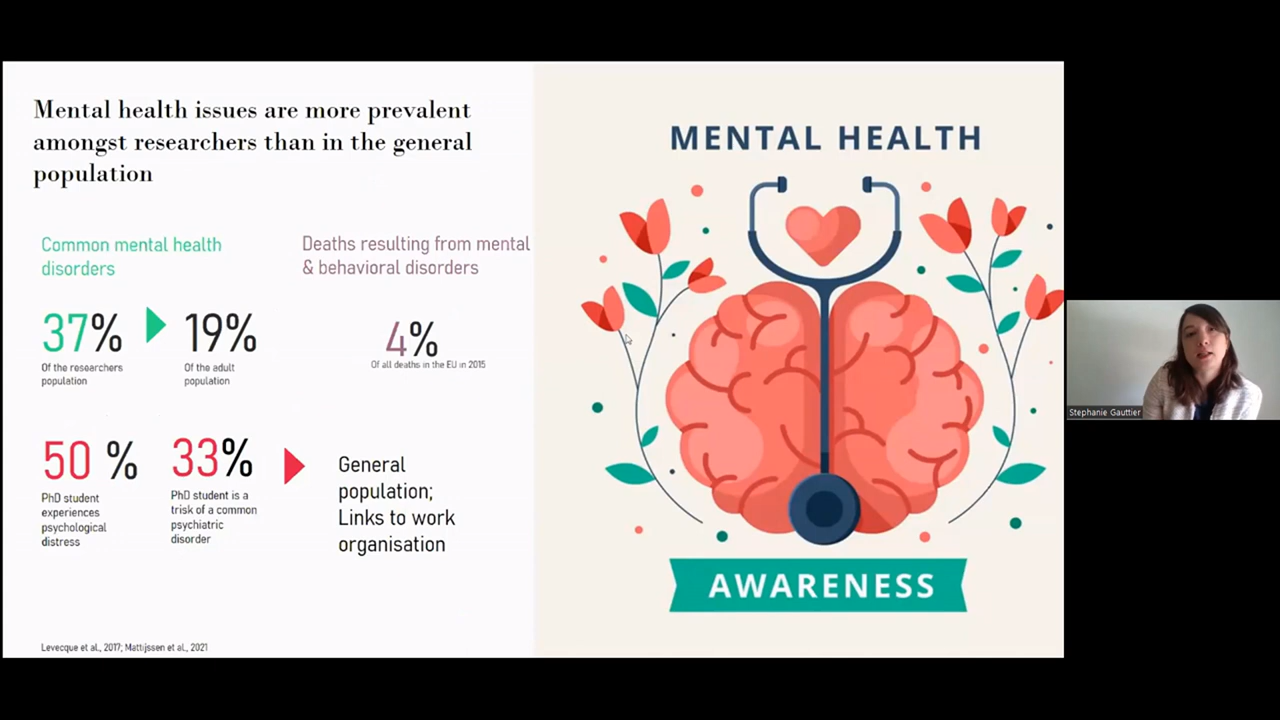 Mental health issues are more prevalent
amongst researchers than in the general
population
Common mental health
disorders
37%
Of the researchers
population
19%
Of the adult
population
Deaths resulting from mental
& behavioral disorders
4%
Of all deaths in the EU in 2015
50 %
PhD student
experiences
psychological
distress
33%
PhD student is a
trisk of a common
psychiatric
disorder
General
population;
Links to work
organisation
Levecque et al., 2017; Mattijssen et al., 2021
MENTAL HEALTH
AWARENESS
Stephanie Gauttier